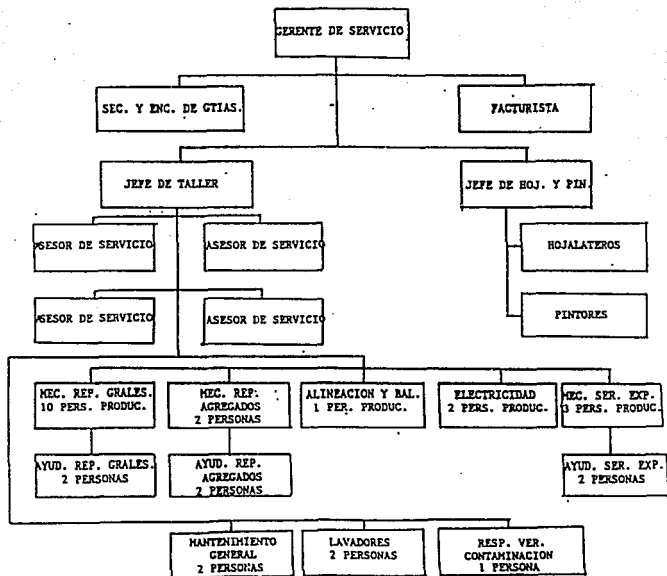 GERENTE DE SERVICIO
SEC. Y ENC. DE GTIAS.
FACTURISTA
JEFE DE TALLER
JEFE DE HOJ. Y PIN.
ASESOR DE SERVICIO
ASESOR DE SERVICIO
HOJALATEROS
ASESOR DE SERVICIO
ASESOR DE SERVICIO
PINTORES
MEC. REP. GRALES.
10 PERS. PRODUC.
MEC. REP.
AGREGADOS
2 PERSONAS
ALINEACION Y BAL.
1 PER. PRODUC.
ELECTRICIDAD
2 PERS. PRODUC.
MEC. SER. EXP.
3 PERS. PRODUC.
AYUD. REP. GRALES.
2 PERSONAS
AYUD. REP.
AGREGADOS
2 PERSONAS
AYUD. SER. EXP.
2 PERSONAS
MANTENIMIENTO
GENERAL
2 PERSONAS
LAVADORES
2 PERSONAS
RESP. VER.
CONTAMINACION
1 PERSONA